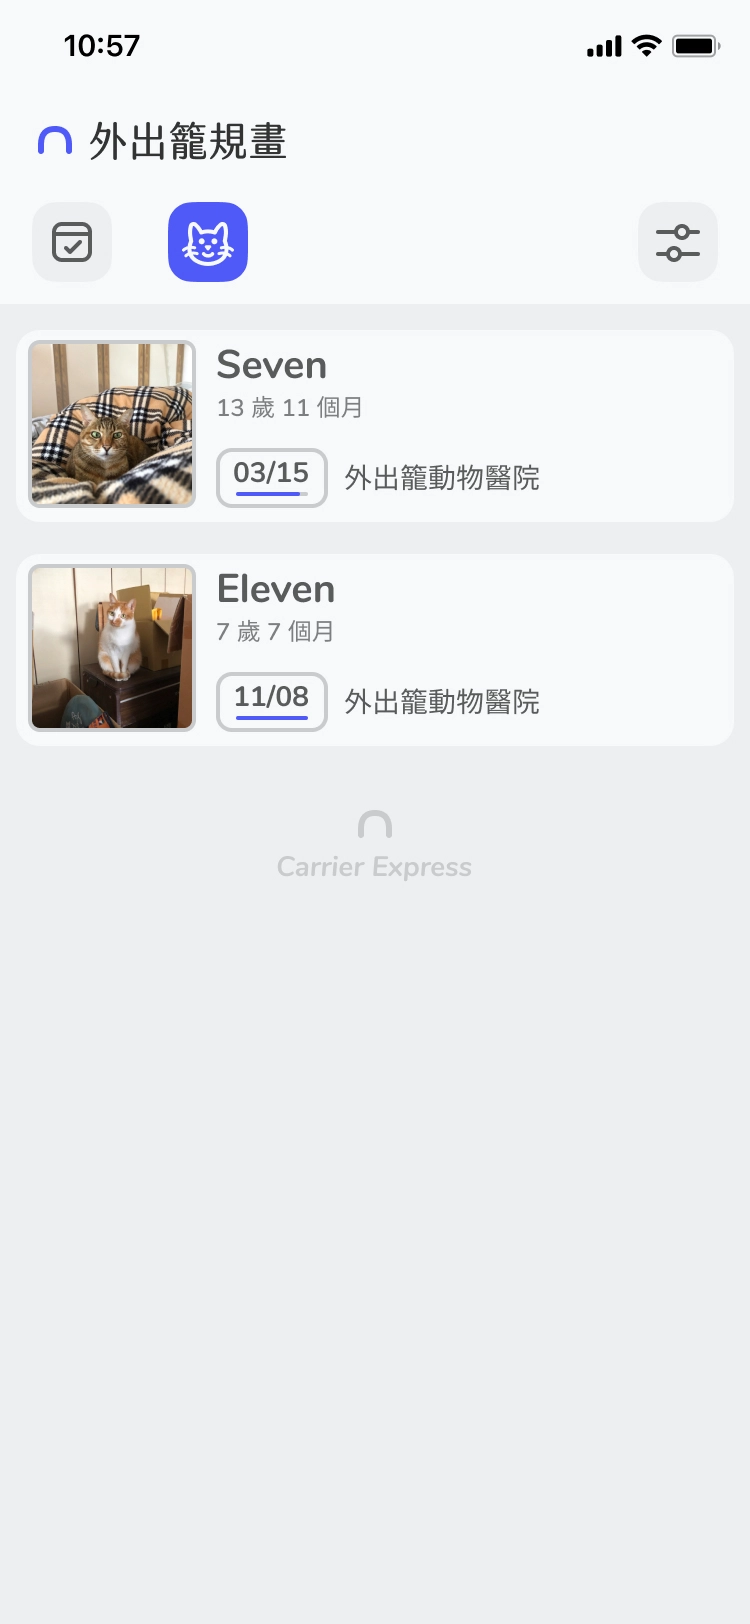 10:57
外出籠規畫
Seven
13 歲 11 個月
03/15 外出籠動物醫院
Eleven
7 歲 7 個月
11/08 外出籠動物醫院
Carrier Express